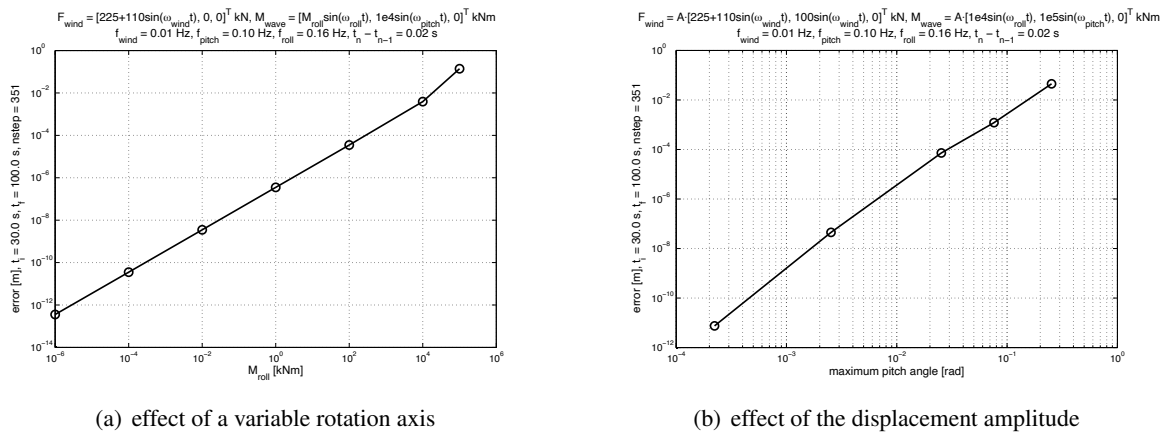 F_wind = [225+110sin(ω_wind t), 0, 0]^T kN, M_wave = [M_roll sin(ω_roll t), 1e4sin(ω_pitch t), 0]^T kNm
f_wind = 0.01 Hz, f_pitch = 0.10 Hz, f_roll = 0.16 Hz, t_n − t_n−1 = 0.02 s
10^0
10^−2
10^−4
10^−6
10^−8
10^−10
10^−12
10^−14
error [m], t_i = 30.0 s, t_f = 100.0 s, nstep = 351
10^−6 10^−4 10^−2 10^0 10^2 10^4 10^6
M_roll [kNm]
(a) effect of a variable rotation axis
F_wind = A·[225+110sin(ω_wind t), 100sin(ω_wind t), 0]^T kN, M_wave = A·[1e4sin(ω_roll t), 1e5sin(ω_pitch t), 0]^T kNm
f_wind = 0.01 Hz, f_pitch = 0.10 Hz, f_roll = 0.16 Hz, t_n − t_n−1 = 0.02 s
10^0
10^−2
10^−4
10^−6
10^−8
10^−10
10^−12
error [m], t_i = 30.0 s, t_f = 100.0 s, nstep = 351
10^−4 10^−3 10^−2 10^−1 10^0
maximum pitch angle [rad]
(b) effect of the displacement amplitude